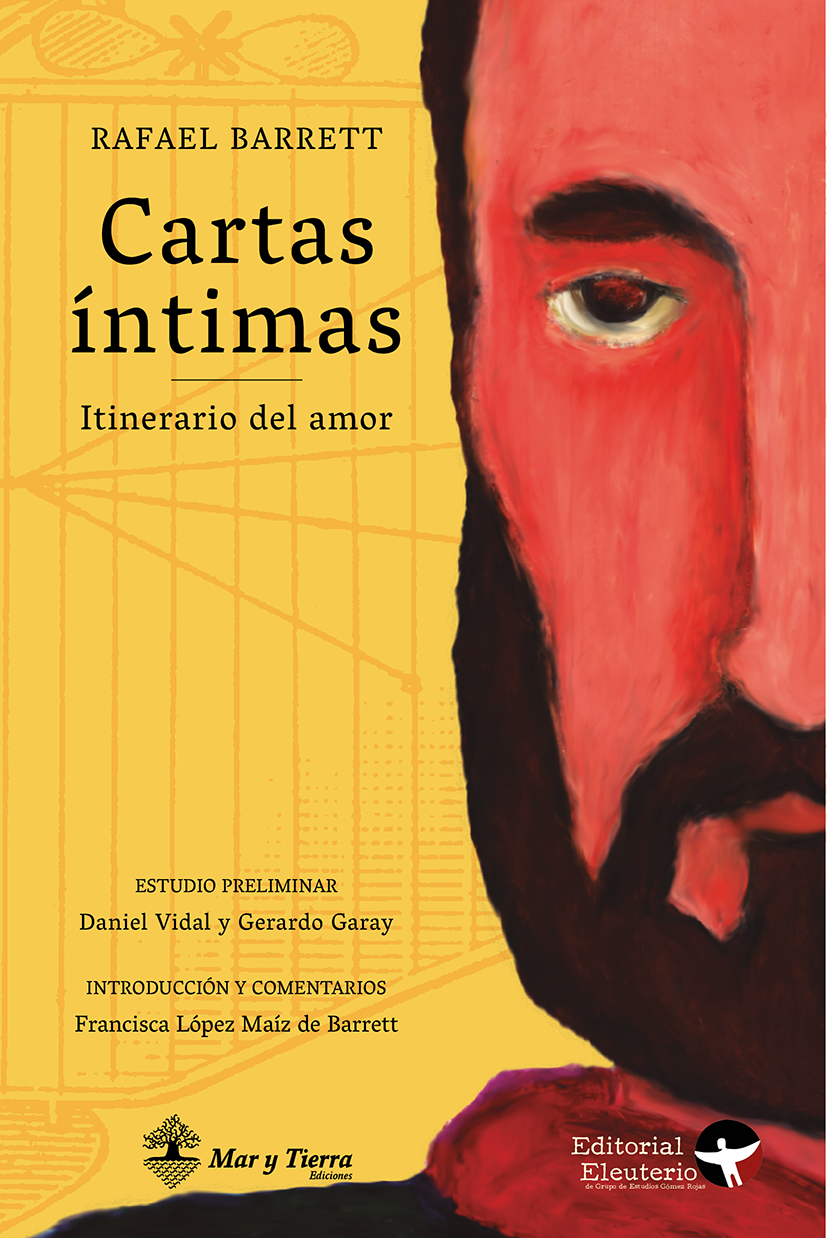 RAFAEL BARRETT
Cartas
íntimas
Itinerario del amor
ESTUDIO PRELIMINAR
Daniel Vidal y Gerardo Garay
INTRODUCCIÓN Y COMENTARIOS
Francisca López Maíz de Barrett
Mar y Tierra
Ediciones
Editorial
Eleuterio
de Grupo de Estudios Gómez Rojas